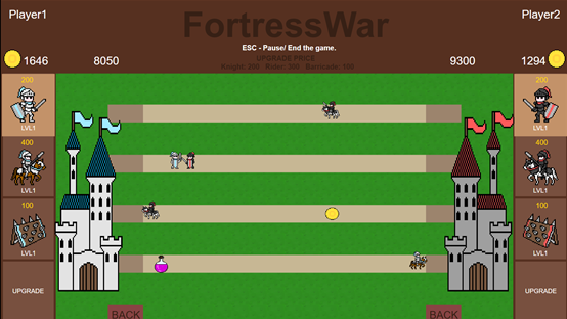 FortressWar
Player1
Player2
ESC - Pause/ End the game.
UPGRADE PRICE
Knight: 300 Rider: 300 Barricade: 100
1646
8050
9300
1294
200
LVL1
400
LVL1
100
LVL1
UPGRADE
200
LVL1
400
LVL1
100
LVL1
UPGRADE
BACK
BACK